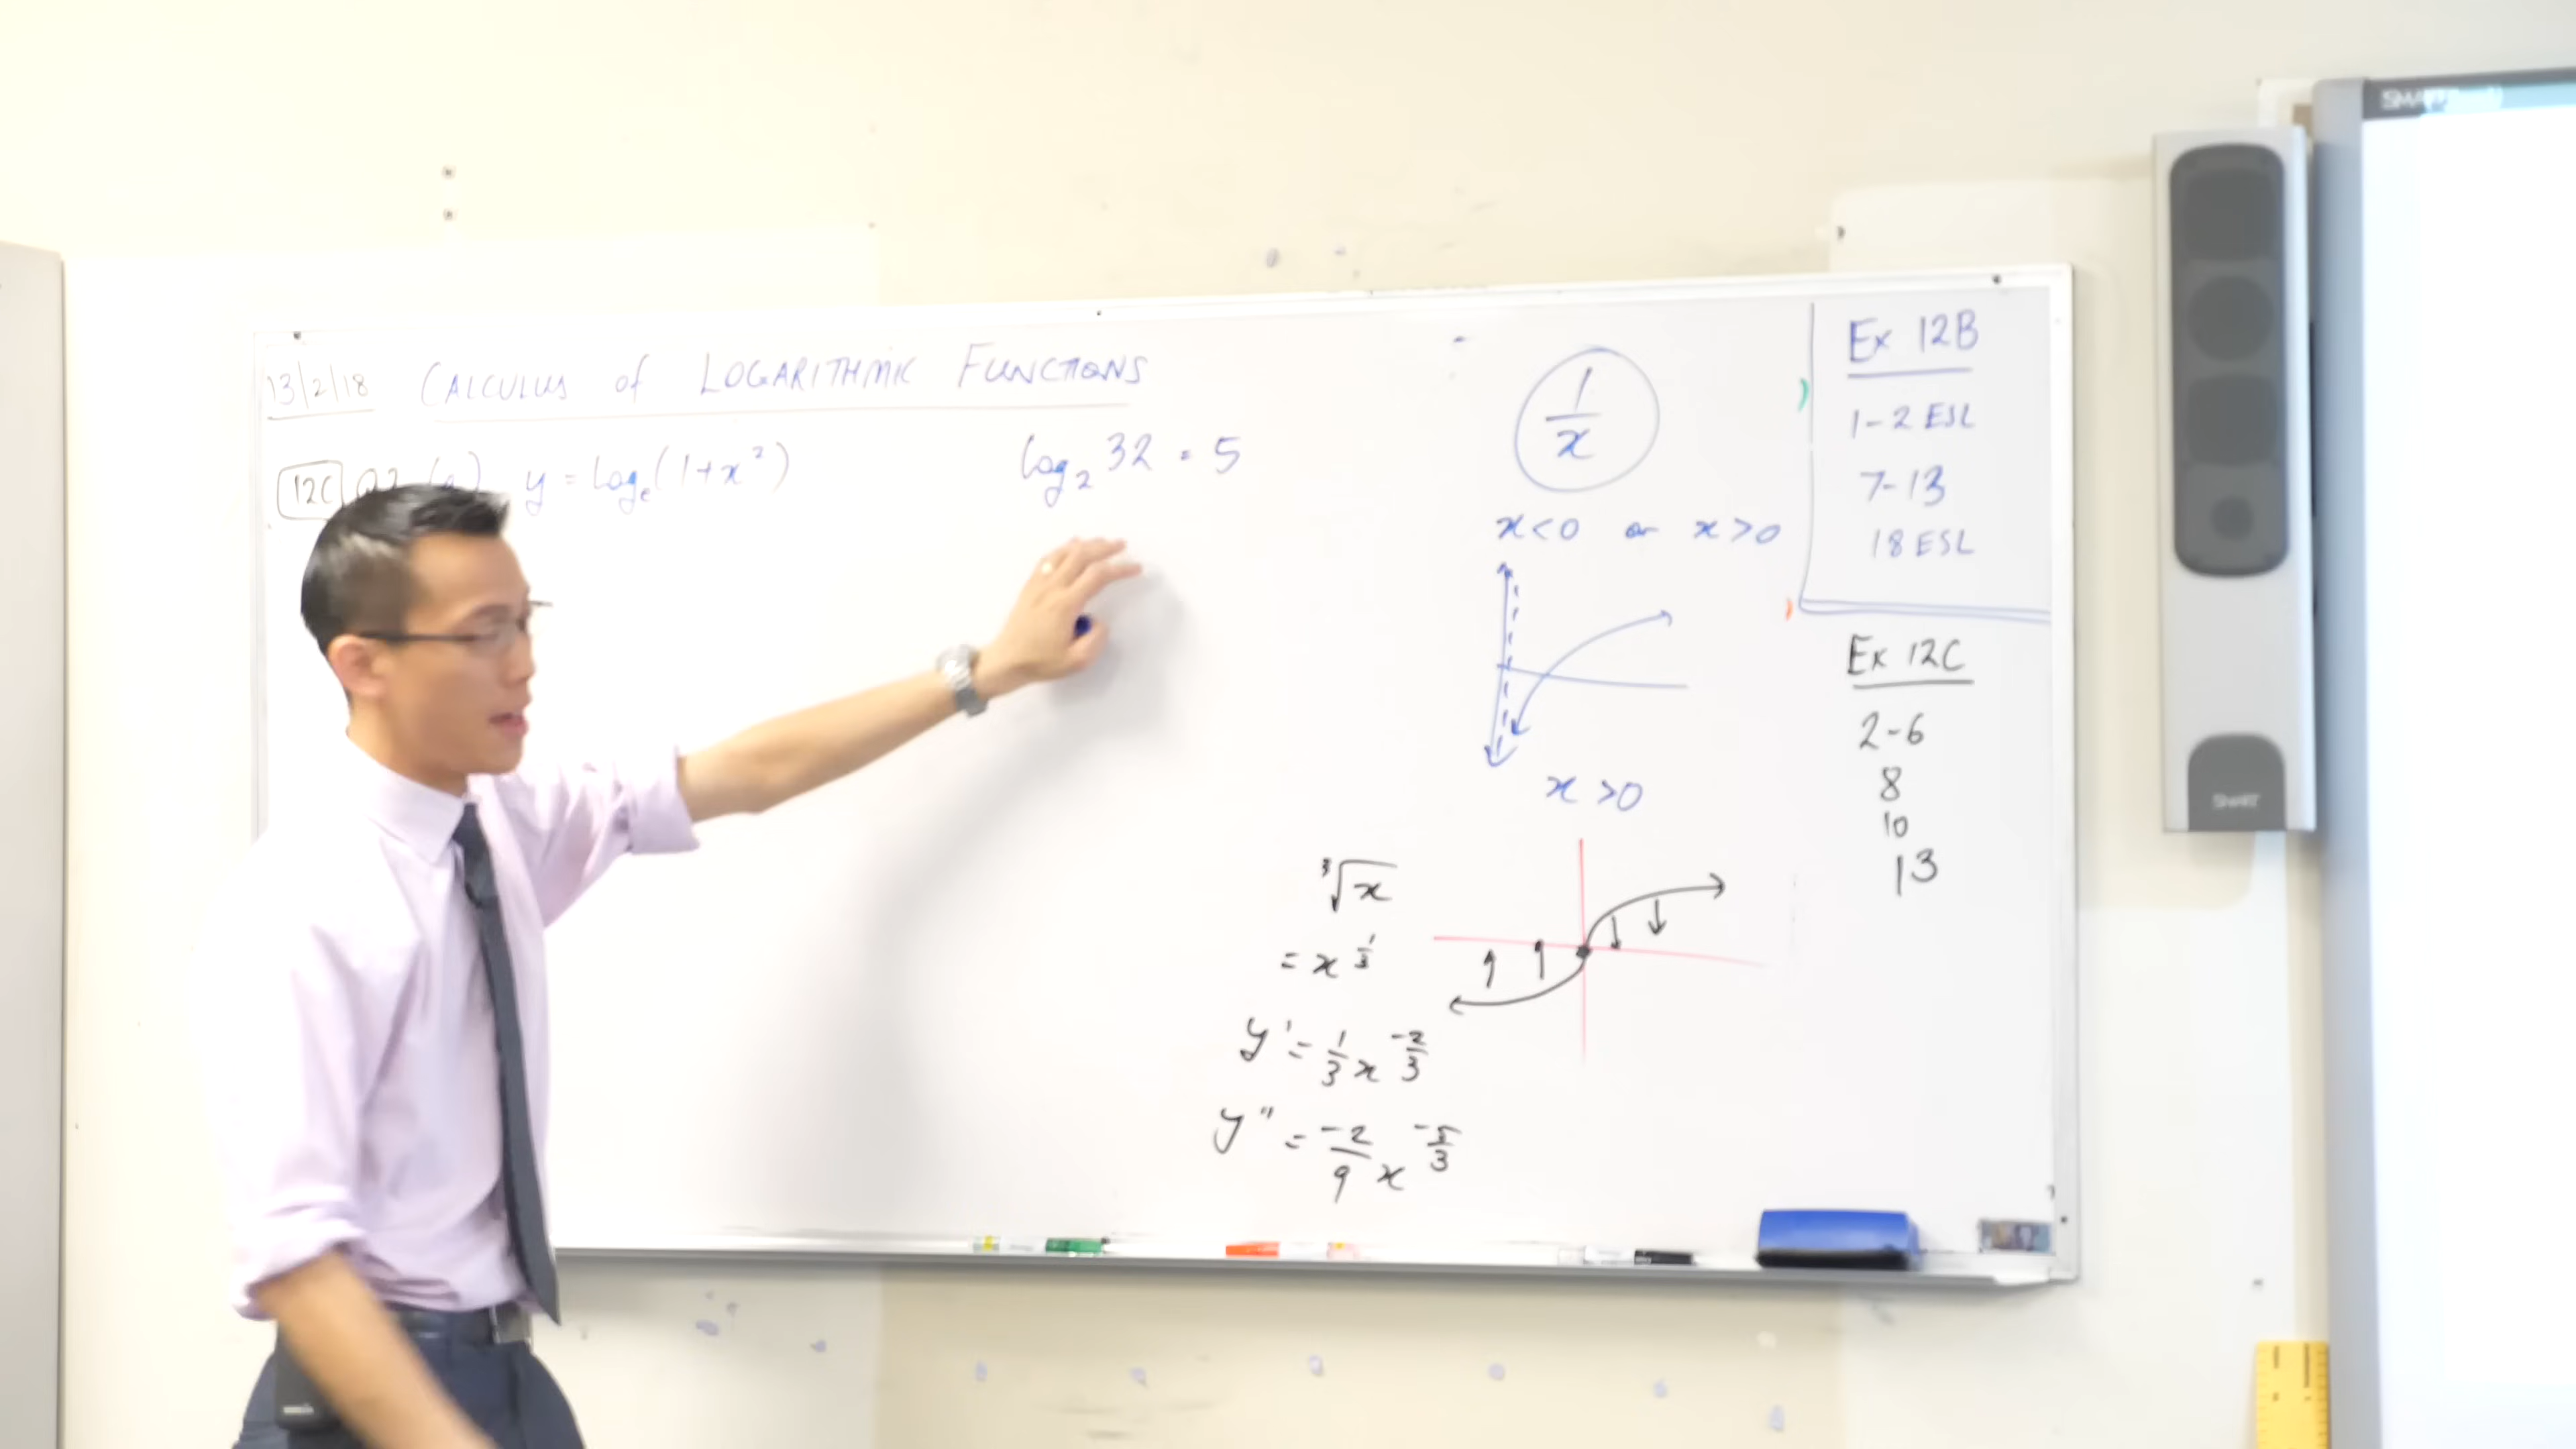 13/2/18 CALCULUS of LOGARITHMIC FUNCTIONS
12C y = logₑ(1+x²)
log₂ 32 = 5
1/x
x<0 or x>0
x>0
³√x
= x^(1/3)
y' = 1/3 x^(-2/3)
y'' = -2/9 x^(-5/3)
Ex 12B
1-2 ESL
7-13
18 ESL
Ex 12C
2-6
8
10
13
SMART